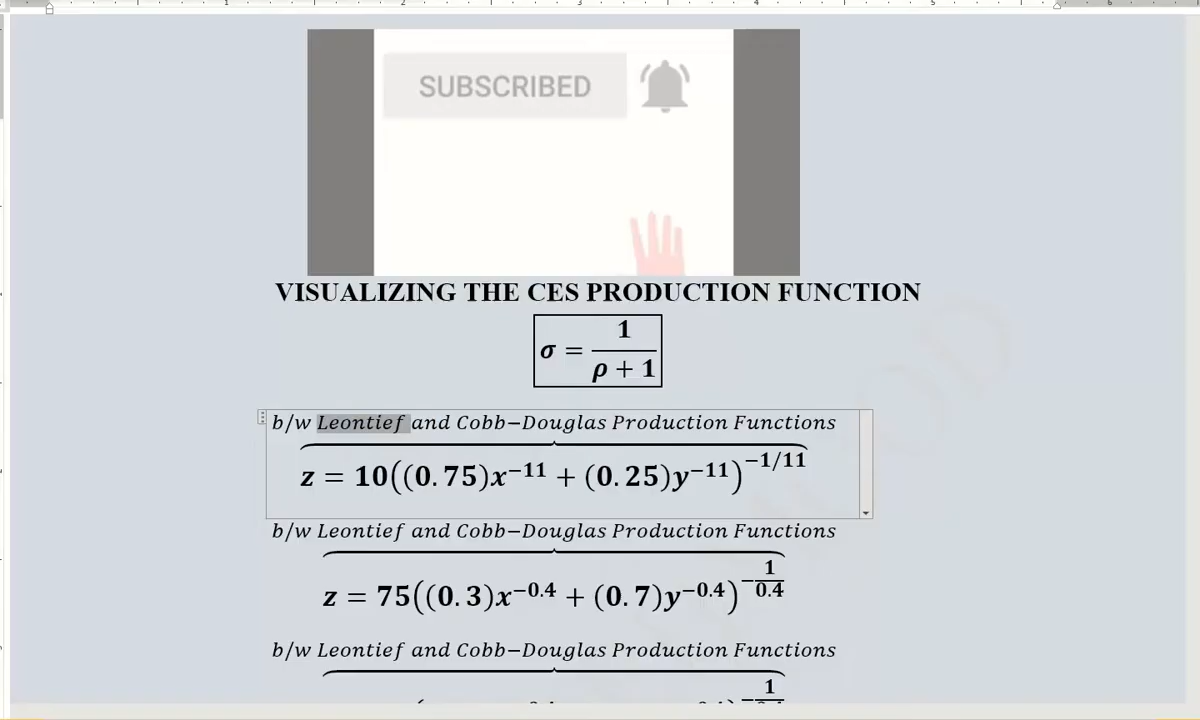 SUBSCRIBED
VISUALIZING THE CES PRODUCTION FUNCTION
σ = 1/(ρ + 1)
b/w Leontief and Cobb−Douglas Production Functions
z = 10((0.75)x^−11 + (0.25)y^−11)^−1/11
b/w Leontief and Cobb−Douglas Production Functions
z = 75((0.3)x^−0.4 + (0.7)y^−0.4)^−1/0.4
b/w Leontief and Cobb−Douglas Production Functions